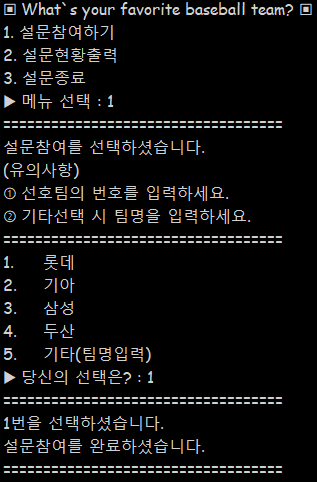 ▣ What`s your favorite baseball team? ▣
1. 설문참여하기
2. 설문현황출력
3. 설문종료
▶ 메뉴 선택 : 1
===================================
설문참여를 선택하셨습니다.
(유의사항)
① 선호팀의 번호를 입력하세요.
② 기타선택 시 팀명을 입력하세요.
===================================
1. 롯데
2. 기아
3. 삼성
4. 두산
5. 기타(팀명입력)
▶ 당신의 선택은? : 1
===================================
1번을 선택하셨습니다.
설문참여를 완료하셨습니다.
===================================